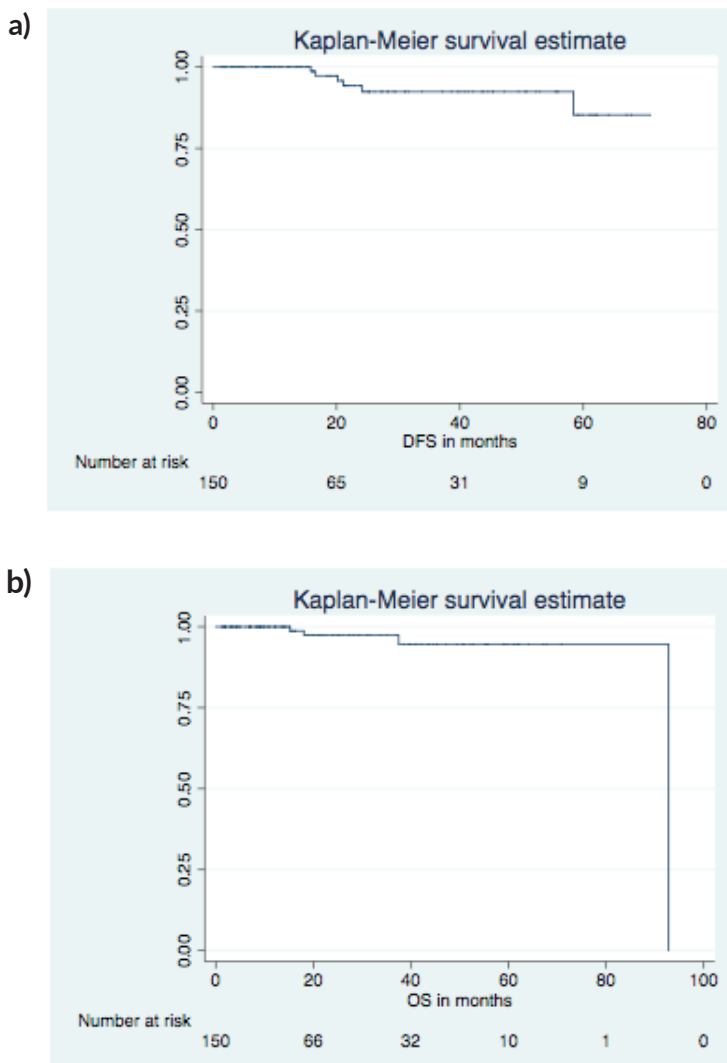 a)
Kaplan-Meier survival estimate
1.00
0.75
0.50
0.25
0.00
0 20 40 60 80
DFS in months
Number at risk
150 65 31 9 0
b)
Kaplan-Meier survival estimate
1.00
0.75
0.50
0.25
0.00
0 20 40 60 80 100
OS in months
Number at risk
150 66 32 10 1 0